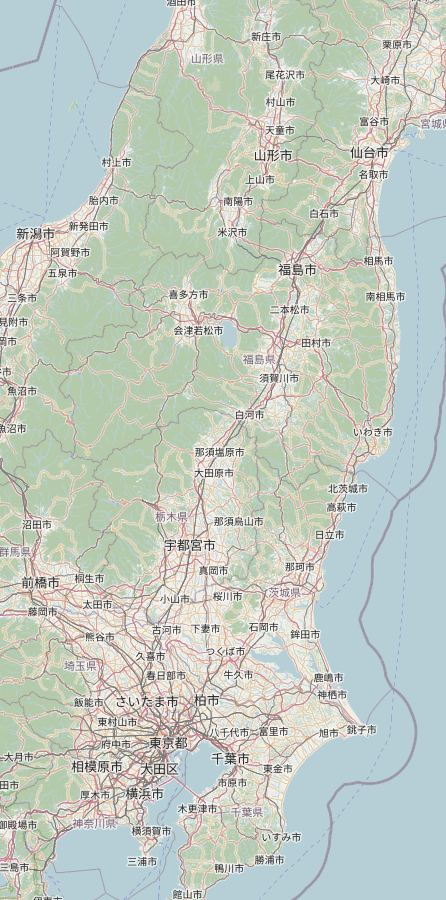 酒田市
新庄市
栗原市
山形県
尾花沢市
大崎市
村山市
富谷市
宮城県
天童市
山形市
仙台市
村上市
名取市
上山市
胎内市
南陽市
白石市
新発田市
米沢市
新潟市
阿賀野市
相馬市
五泉市
福島市
喜多方市
南相馬市
三条市
二本松市
見附市
会津若松市
田村市
福島県
須賀川市
魚沼市
白河市
いわき市
那須塩原市
大田原市
北茨城市
高萩市
栃木県
那須烏山市
沼田市
日立市
宇都宮市
群馬県
那珂市
真岡市
桐生市
前橋市
茨城県
桜川市
小山市
太田市
藤岡市
石岡市
下妻市
古河市
鉾田市
熊谷市
つくば市
久喜市
埼玉県
春日部市
牛久市
鹿嶋市
神栖市
飯能市
さいたま市
柏市
東村山市
銚子市
八千代市
富里市
旭市
府中市
東京都
大月市
千葉市
相模原市
大田区
東金市
市原市
厚木市
横浜市
木更津市
千葉県
神奈川県
御殿場市
横須賀市
いすみ市
三浦市
勝浦市
三島市
鴨川市
館山市